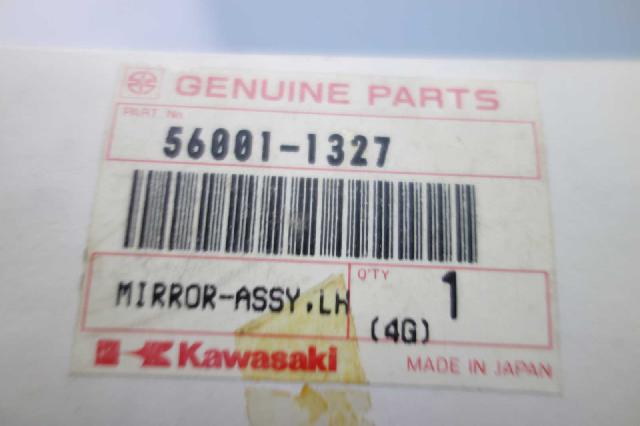 GENUINE PARTS
PART No.
56001-1327
MIRROR-ASSY,LH
Q'TY
1
(4G)
Kawasaki
MADE IN JAPAN